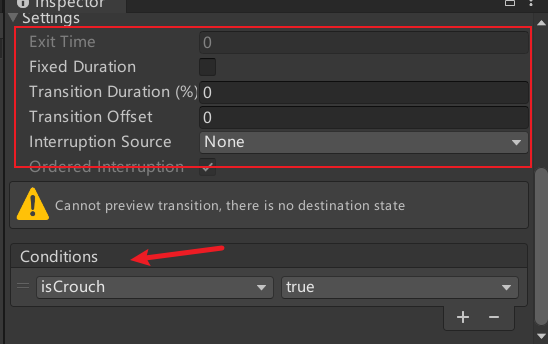 Inspector
Settings
Exit Time 0
Fixed Duration
Transition Duration (%) 0
Transition Offset 0
Interruption Source None
Ordered Interruption
Cannot preview transition, there is no destination state
Conditions
isCrouch true